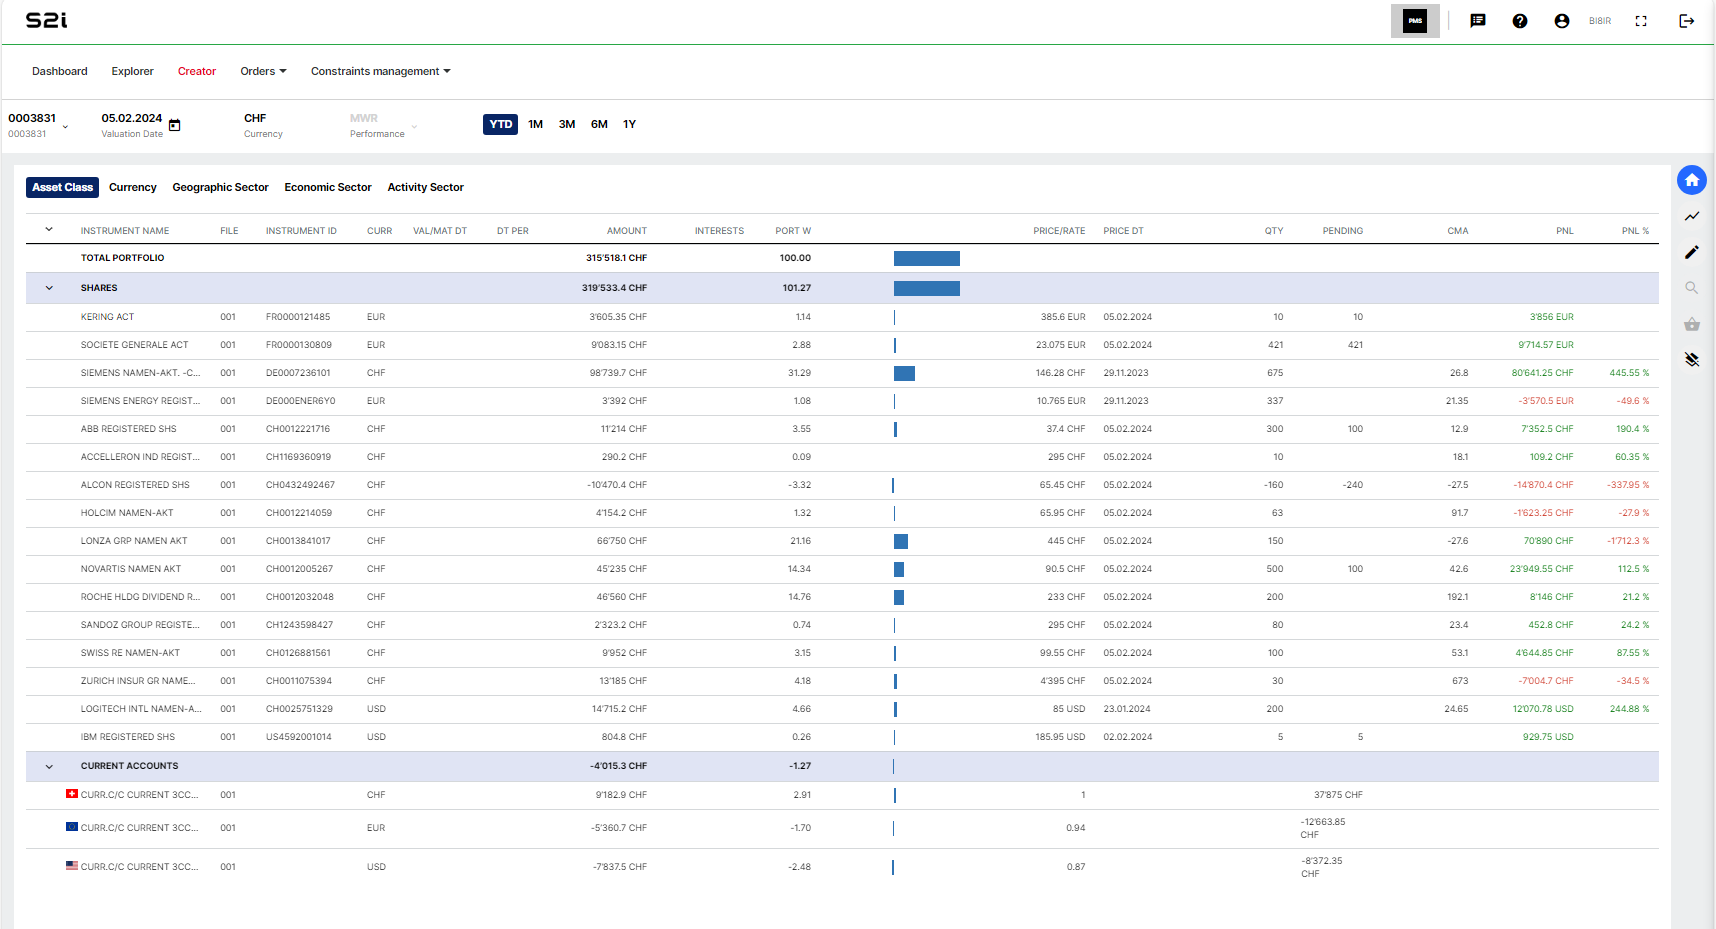 S2i
PMS BI8IR
Dashboard Explorer Creator Orders Constraints management
0003831 05.02.2024 CHF MWR YTD 1M 3M 6M 1Y
0003831 Valuation Date Currency Performance
Asset Class Currency Geographic Sector Economic Sector Activity Sector
INSTRUMENT NAME FILE INSTRUMENT ID CURR VAL/MAT DT DT PER AMOUNT INTERESTS PORT W PRICE/RATE PRICE DT QTY PENDING CMA PNL PNL %
TOTAL PORTFOLIO 315'518.1 CHF 100.00
SHARES 319'533.4 CHF 101.27
KERING ACT 001 FR0000121485 EUR 3'605.35 CHF 1.14 385.6 EUR 05.02.2024 10 10 3'856 EUR
SOCIETE GENERALE ACT 001 FR0000130809 EUR 9'083.15 CHF 2.88 23.075 EUR 05.02.2024 421 421 9'714.57 EUR
SIEMENS NAMEN-AKT. -C... 001 DE0007236101 CHF 98'739.7 CHF 31.29 146.28 CHF 29.11.2023 675 26.8 80'641.25 CHF 445.55 %
SIEMENS ENERGY REGIST... 001 DE000ENER6Y0 EUR 3'392 CHF 1.08 10.765 EUR 29.11.2023 337 21.35 -3'570.5 EUR -49.6 %
ABB REGISTERED SHS 001 CH0012221716 CHF 11'214 CHF 3.55 37.4 CHF 05.02.2024 300 100 12.9 7'352.5 CHF 190.4 %
ACCELLERON IND REGIST... 001 CH1169360919 CHF 290.2 CHF 0.09 295 CHF 05.02.2024 10 18.1 109.2 CHF 60.35 %
ALCON REGISTERED SHS 001 CH0432492467 CHF -10'470.4 CHF -3.32 65.45 CHF 05.02.2024 -160 -240 -27.5 -14'870.4 CHF -337.95 %
HOLCIM NAMEN-AKT 001 CH0012214059 CHF 4'154.2 CHF 1.32 65.95 CHF 05.02.2024 63 91.7 -1'623.25 CHF -27.9 %
LONZA GRP NAMEN AKT 001 CH0013841017 CHF 66'750 CHF 21.16 445 CHF 05.02.2024 150 -27.6 70'890 CHF -1'712.3 %
NOVARTIS NAMEN AKT 001 CH0012005267 CHF 45'235 CHF 14.34 90.5 CHF 05.02.2024 500 100 42.6 23'949.55 CHF 112.5 %
ROCHE HLDG DIVIDEND R... 001 CH0012032048 CHF 46'560 CHF 14.76 233 CHF 05.02.2024 200 192.1 8'146 CHF 21.2 %
SANDOZ GROUP REGISTE... 001 CH1243598427 CHF 2'323.2 CHF 0.74 295 CHF 05.02.2024 80 23.4 452.8 CHF 24.2 %
SWISS RE NAMEN-AKT 001 CH0126881561 CHF 9'952 CHF 3.15 99.55 CHF 05.02.2024 100 53.1 4'644.85 CHF 87.55 %
ZURICH INSUR GR NAME... 001 CH0011075394 CHF 13'185 CHF 4.18 4'395 CHF 05.02.2024 30 673 -7'004.7 CHF -34.5 %
LOGITECH INTL NAMEN-A... 001 CH0025751329 USD 14'715.2 CHF 4.66 85 USD 23.01.2024 200 24.65 12'070.78 USD 244.88 %
IBM REGISTERED SHS 001 US4592001014 USD 804.8 CHF 0.26 185.95 USD 02.02.2024 5 5 929.75 USD
CURRENT ACCOUNTS -4'015.3 CHF -1.27
CURR.C/C CURRENT 3CC... 001 CHF 9'182.9 CHF 2.91 1 37'875 CHF
CURR.C/C CURRENT 3CC... 001 EUR -5'360.7 CHF -1.70 0.94 -12'663.85
CHF
CURR.C/C CURRENT 3CC... 001 USD -7'837.5 CHF -2.48 0.87 -8'372.35
CHF